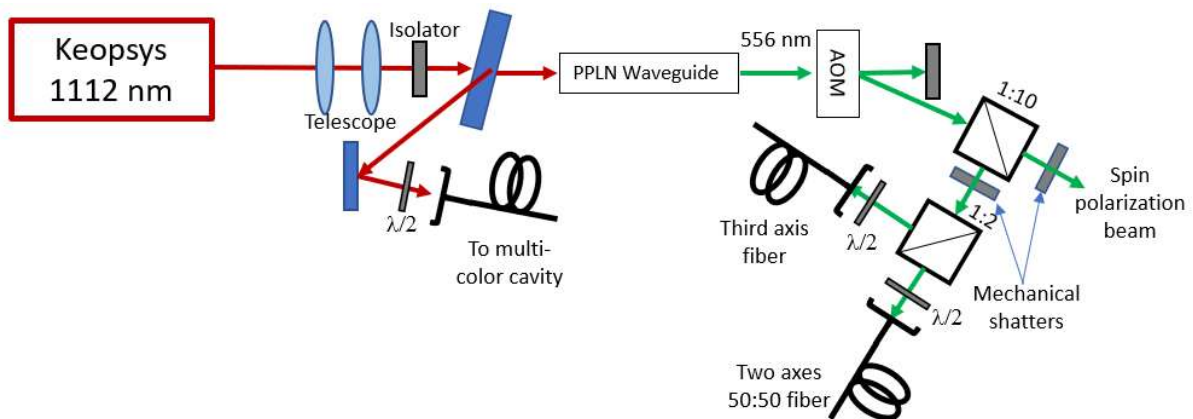 Keopsys
1112 nm
Isolator
Telescope
PPLN Waveguide
556 nm
AOM
1:10
Spin
polarization
beam
1:2
λ/2
To multi-
color cavity
Third axis
fiber
λ/2
Mechanical
shatters
λ/2
Two axes
50:50 fiber